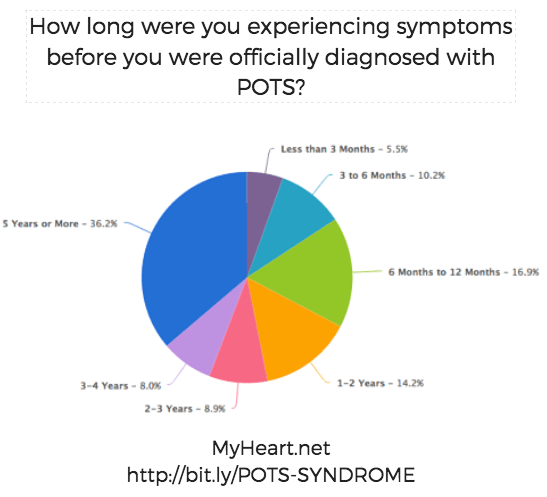 How long were you experiencing symptoms
before you were officially diagnosed with
POTS?
Less than 3 Months – 5.5%
3 to 6 Months – 10.2%
5 Years or More – 36.2%
6 Months to 12 Months – 16.9%
1–2 Years – 14.2%
3–4 Years – 8.0%
2–3 Years – 8.9%
MyHeart.net
http://bit.ly/POTS-SYNDROME